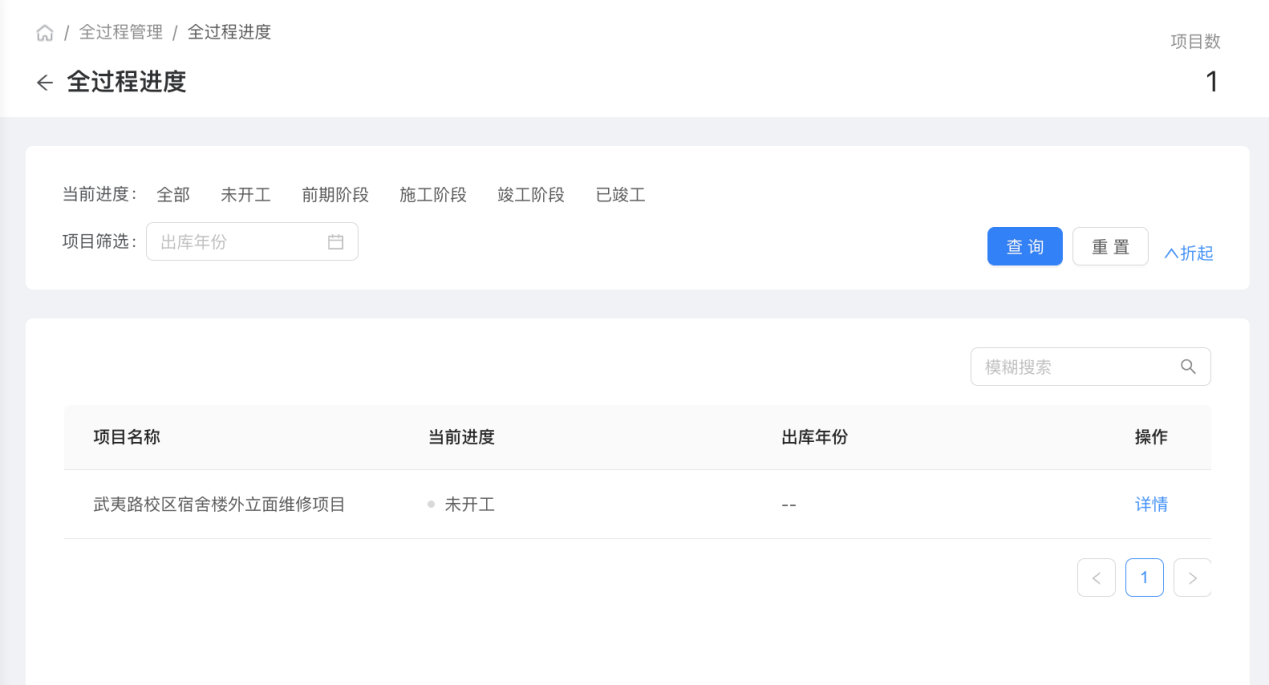 / 全过程管理 / 全过程进度
项目数
← 全过程进度
1
当前进度: 全部 未开工 前期阶段 施工阶段 竣工阶段 已竣工
项目筛选: 出库年份
查 询 重 置 折起
模糊搜索
项目名称 当前进度 出库年份 操作
武夷路校区宿舍楼外立面维修项目 未开工 -- 详情
< 1 >